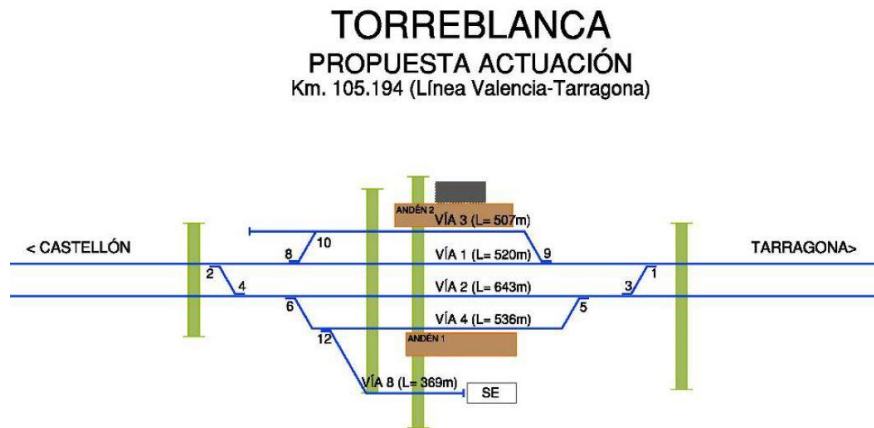 TORREBLANCA
PROPUESTA ACTUACIÓN
Km. 105.194 (Línea Valencia-Tarragona)
ANDÉN 2
VÍA 3 (L= 507m)
10
< CASTELLÓN
8
VÍA 1 (L= 520m)
9
TARRAGONA>
2
1
4
VÍA 2 (L= 643m)
3
6
5
VÍA 4 (L= 536m)
12
ANDÉN 1
VÍA 8 (L= 369m)
SE